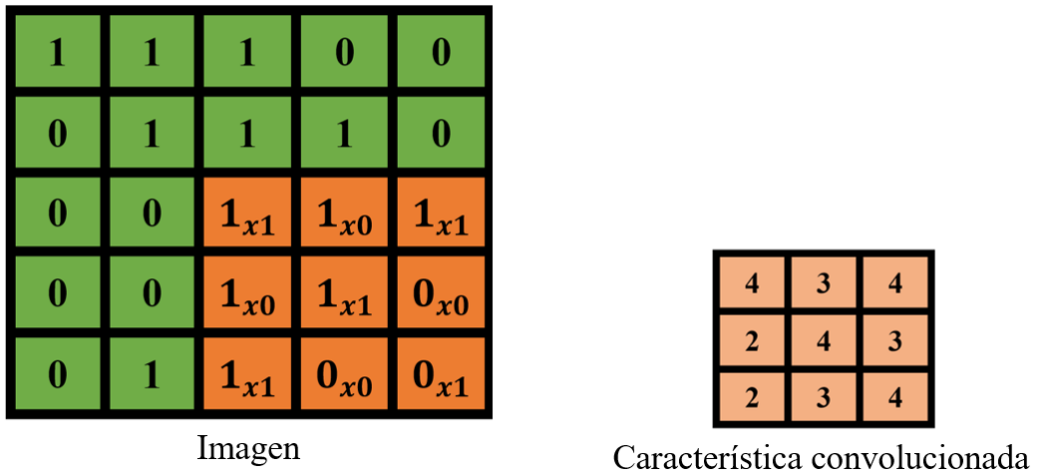 1 1 1 0 0
0 1 1 1 0
0 0 1x1 1x0 1x1
0 0 1x0 1x1 0x0
0 1 1x1 0x0 0x1
Imagen
4 3 4
2 4 3
2 3 4
Característica convolucionada